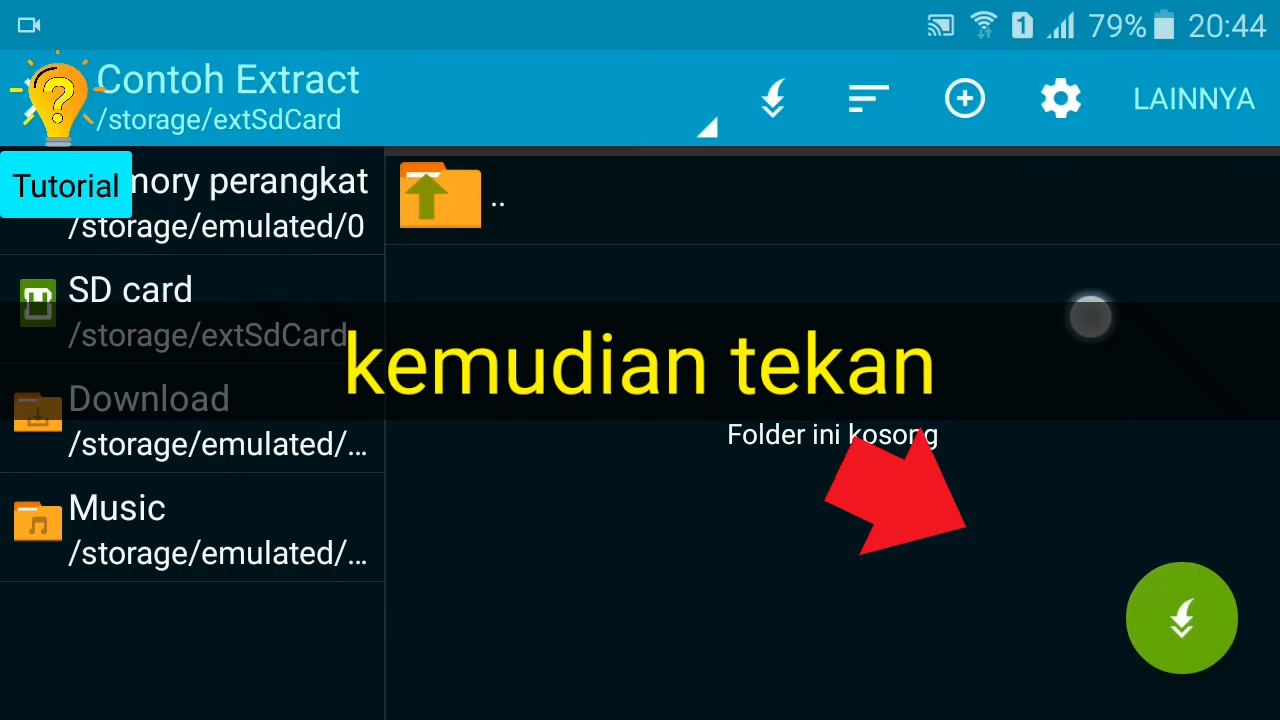 79% 20:44
Contoh Extract
/storage/extSdCard
LAINNYA
Tutorial
mory perangkat
/storage/emulated/0
..
SD card
/storage/extSdCard
kemudian tekan
Download
/storage/emulated/...
Folder ini kosong
Music
/storage/emulated/...